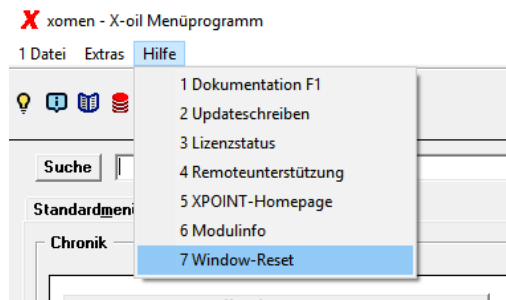 xomen - X-oil Menüprogramm
1 Datei Extras Hilfe
1 Dokumentation F1
2 Updateschreiben
3 Lizenzstatus
4 Remoteunterstützung
5 XPOINT-Homepage
6 Modulinfo
7 Window-Reset
Suche
Standardmeni
Chronik